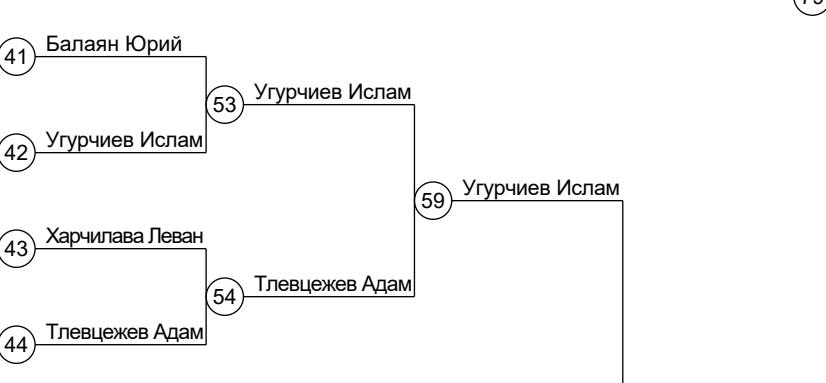 41 Балаян Юрий
53 Угурчиев Ислам
42 Угурчиев Ислам
59 Угурчиев Ислам
43 Харчилава Леван
54 Тлевцежев Адам
44 Тлевцежев Адам